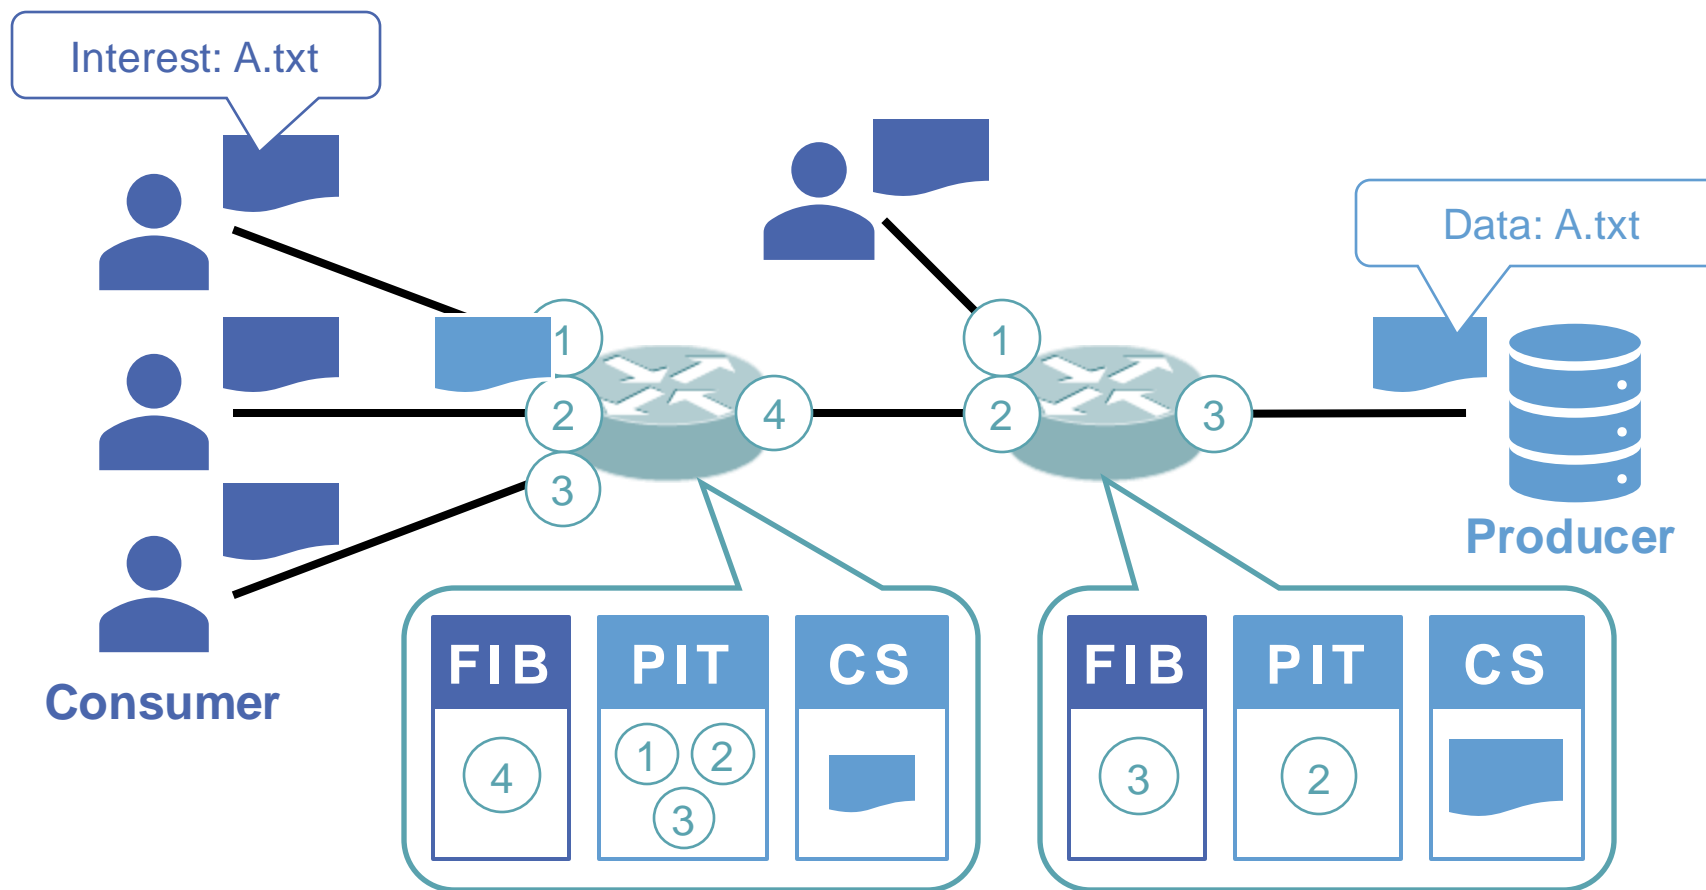 Interest: A.txt
Data: A.txt
1
2
3
4
1
2
3
Producer
Consumer
FIB PIT CS
4
1 2
3
FIB PIT CS
3 2